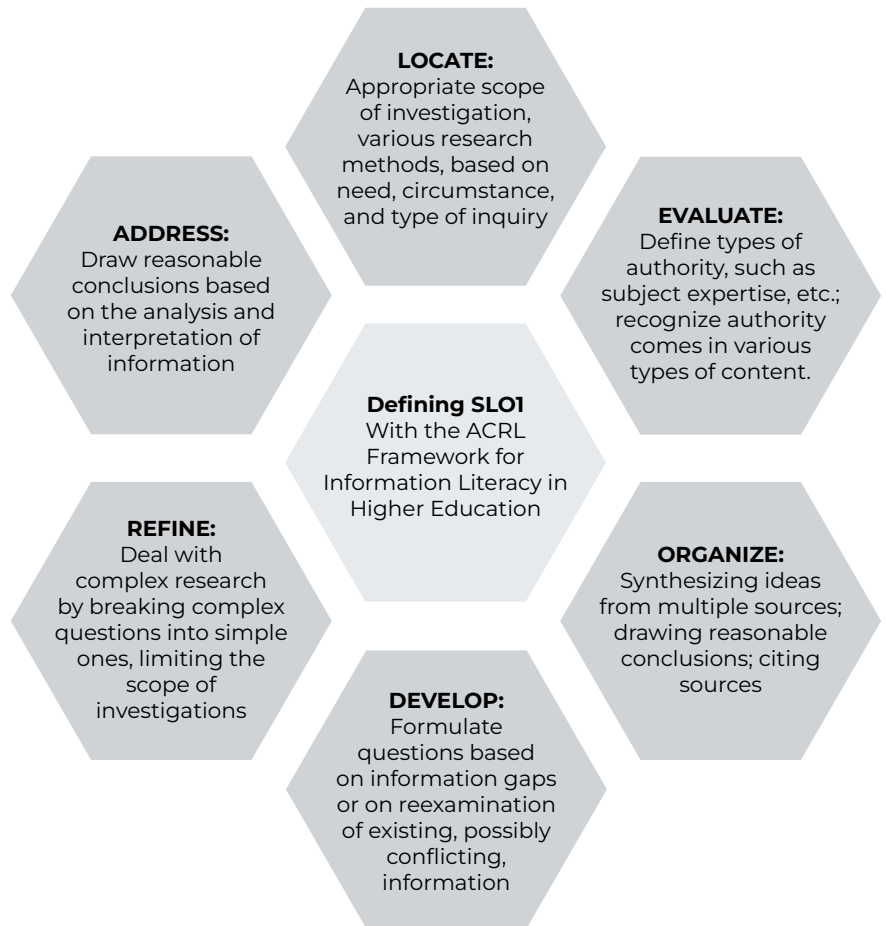 LOCATE:
Appropriate scope
of investigation,
various research
methods, based on
need, circumstance,
and type of inquiry
ADDRESS:
Draw reasonable
conclusions based
on the analysis and
interpretation of
information
EVALUATE:
Define types of
authority, such as
subject expertise, etc.;
recognize authority
comes in various
types of content.
Defining SLO1
With the ACRL
Framework for
Information Literacy in
Higher Education
REFINE:
Deal with
complex research
by breaking complex
questions into simple
ones, limiting the
scope of
investigations
ORGANIZE:
Synthesizing ideas
from multiple sources;
drawing reasonable
conclusions; citing
sources
DEVELOP:
Formulate
questions based
on information gaps
or on reexamination
of existing, possibly
conflicting,
information